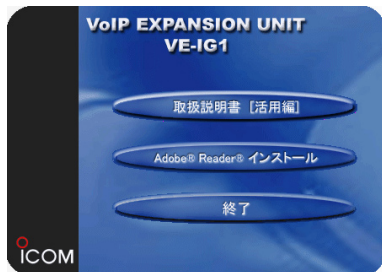 VoIP EXPANSION UNIT
VE-IG1
取扱説明書［活用編］
Adobe® Reader® インストール
終了
ICOM